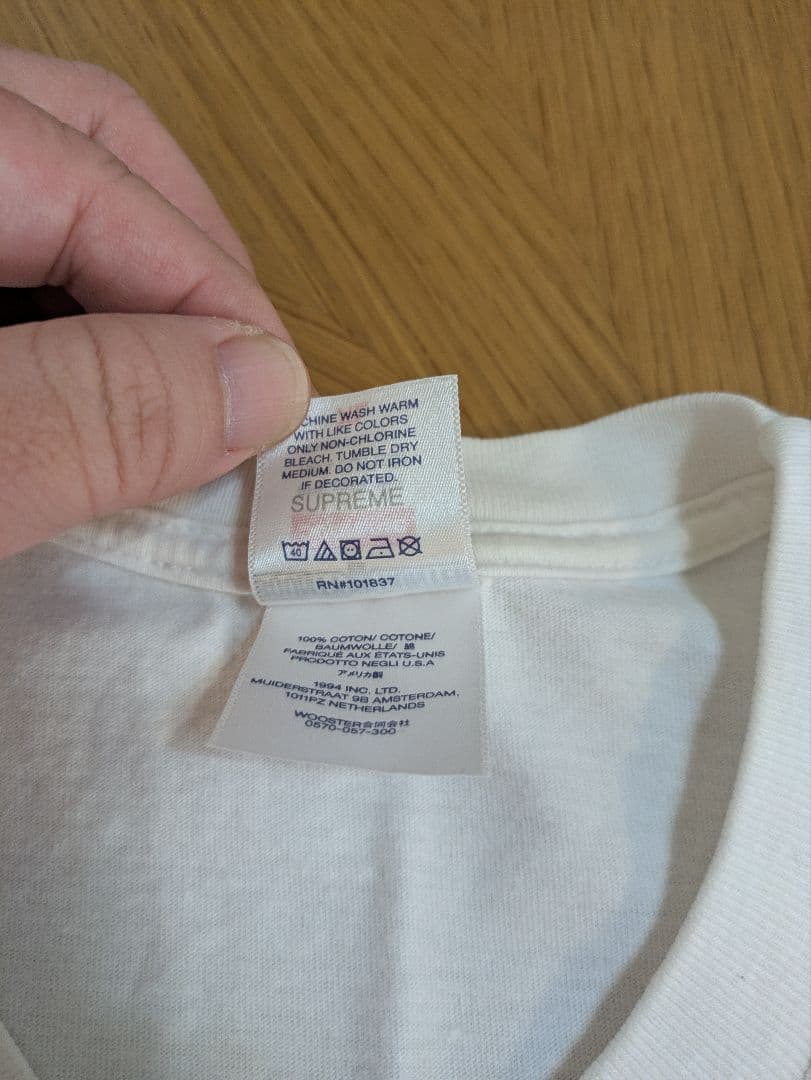 CHINE WASH WARM
WITH LIKE COLORS
ONLY NON-CHLORINE
BLEACH. TUMBLE DRY
MEDIUM. DO NOT IRON
IF DECORATED.
SUPREME
40
RN#101837
100% COTON/ COTONE/
BAUMWOLLE/ 綿
FABRIQUÉ AUX ÉTATS-UNIS
PRODOTTO NEGLI U.S.A
アメリカ製
1994 INC. LTD.
MUIDERSTRAAT 9B AMSTERDAM,
1011PZ NETHERLANDS
WOOSTER合同会社
0570-057-300